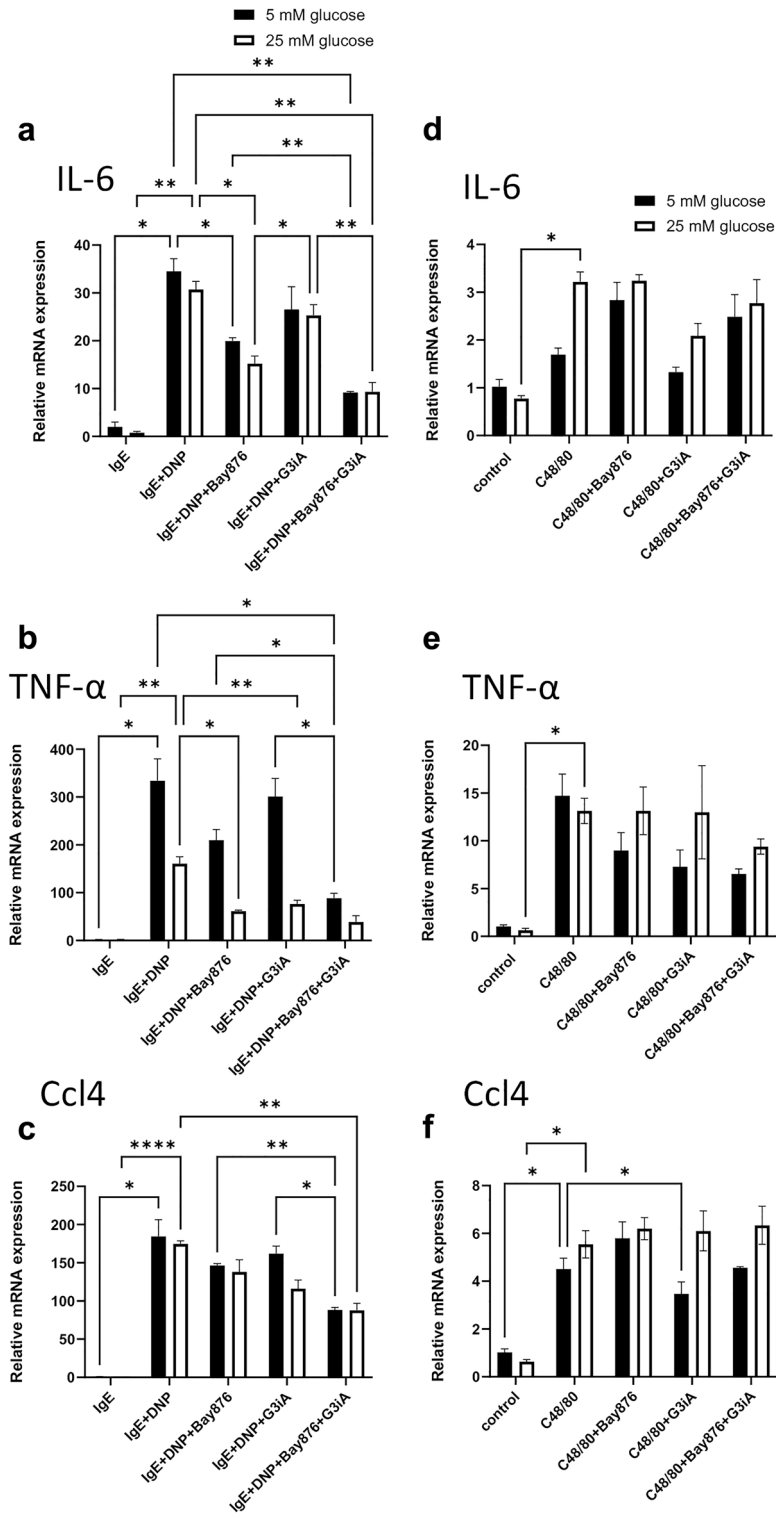 5 mM glucose
25 mM glucose
**
**
**
** *
* * * **
a
IL-6
Relative mRNA expression
40
30
20
10
0
IgE
IgE+DNP
IgE+DNP+Bay876
IgE+DNP+G3iA
IgE+DNP+Bay876+G3iA
d
IL-6
5 mM glucose
25 mM glucose
*
Relative mRNA expression
4
3
2
1
0
control
C48/80
C48/80+Bay876
C48/80+G3iA
C48/80+Bay876+G3iA
b
TNF-α
*
*
** **
* * *
Relative mRNA expression
400
300
200
100
0
IgE
IgE+DNP
IgE+DNP+Bay876
IgE+DNP+G3iA
IgE+DNP+Bay876+G3iA
e
TNF-α
*
Relative mRNA expression
20
15
10
5
0
control
C48/80
C48/80+Bay876
C48/80+G3iA
C48/80+Bay876+G3iA
Ccl4
c
**
**** **
* *
Relative mRNA expression
250
200
150
100
50
0
IgE
IgE+DNP
IgE+DNP+Bay876
IgE+DNP+G3iA
IgE+DNP+Bay876+G3iA
Ccl4
f
*
* *
Relative mRNA expression
8
6
4
2
0
control
C48/80
C48/80+Bay876
C48/80+G3iA
C48/80+Bay876+G3iA